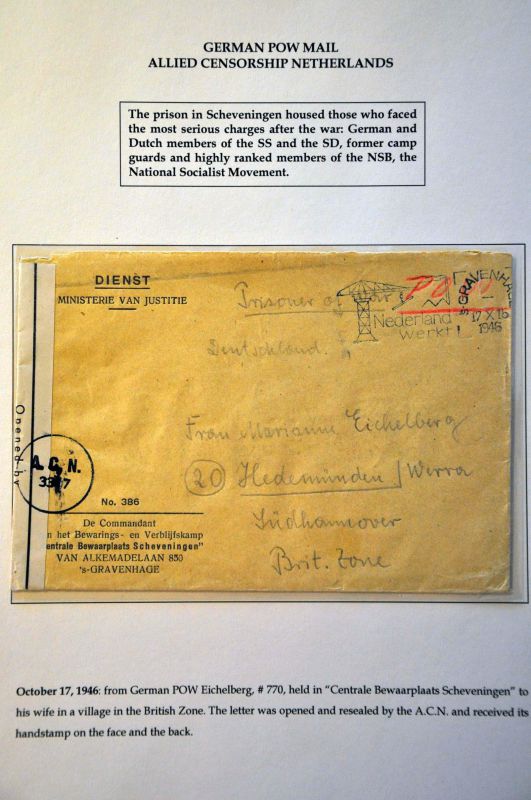 GERMAN POW MAIL
ALLIED CENSORSHIP NETHERLANDS
The prison in Scheveningen housed those who faced
the most serious charges after the war: German and
Dutch members of the SS and the SD, former camp
guards and highly ranked members of the NSB, the
National Socialist Movement.
DIENST
MINISTERIE VAN JUSTITIE
Prisoner of War
Deutschland.
Nederland
werkt!
's-GRAVENHAGE
17 X 16
1946
Opened by
A.C.N.
33 7
Frau Marianne Eichelberg
20 Hedemünden/Werra
Südhannover
Brit. Zone
No. 386
De Commandant
n het Bewarings- en Verblijfskamp
entrale Bewaarplaats Scheveningen"
VAN ALKEMADELAAN 850
's-GRAVENHAGE
October 17, 1946: from German POW Eichelberg, # 770, held in "Centrale Bewaarplaats Scheveningen" to
his wife in a village in the British Zone. The letter was opened and resealed by the A.C.N. and received its
handstamp on the face and the back.